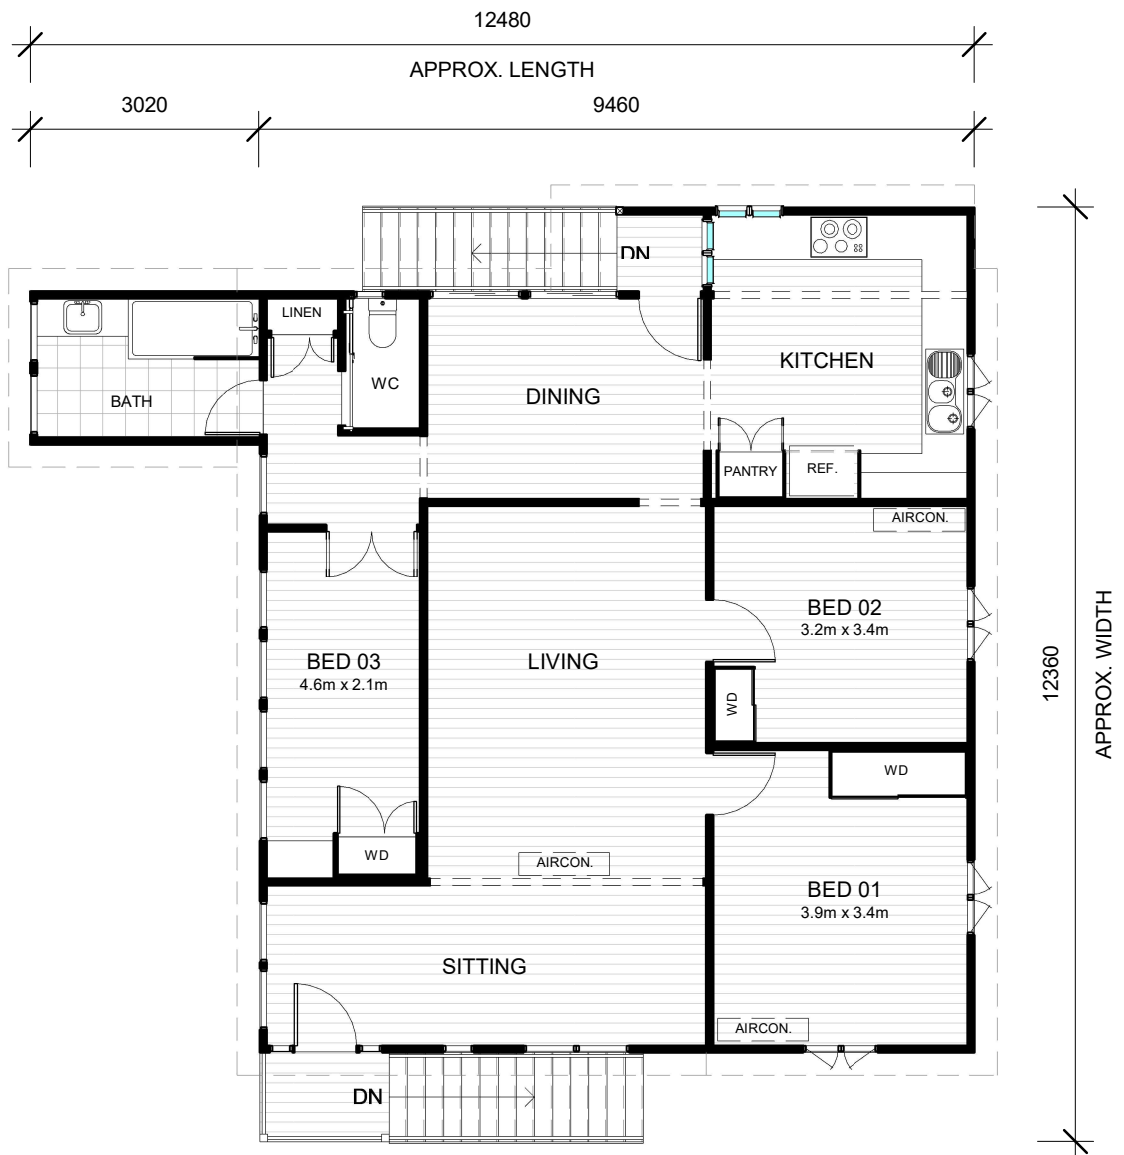 12480
APPROX. LENGTH
3020
9460
DN
LINEN
WC
BATH
DINING
KITCHEN
PANTRY
REF.
AIRCON.
BED 02
3.2m x 3.4m
BED 03
4.6m x 2.1m
LIVING
WD
WD
WD
AIRCON.
BED 01
3.9m x 3.4m
SITTING
AIRCON.
DN
12360
APPROX. WIDTH